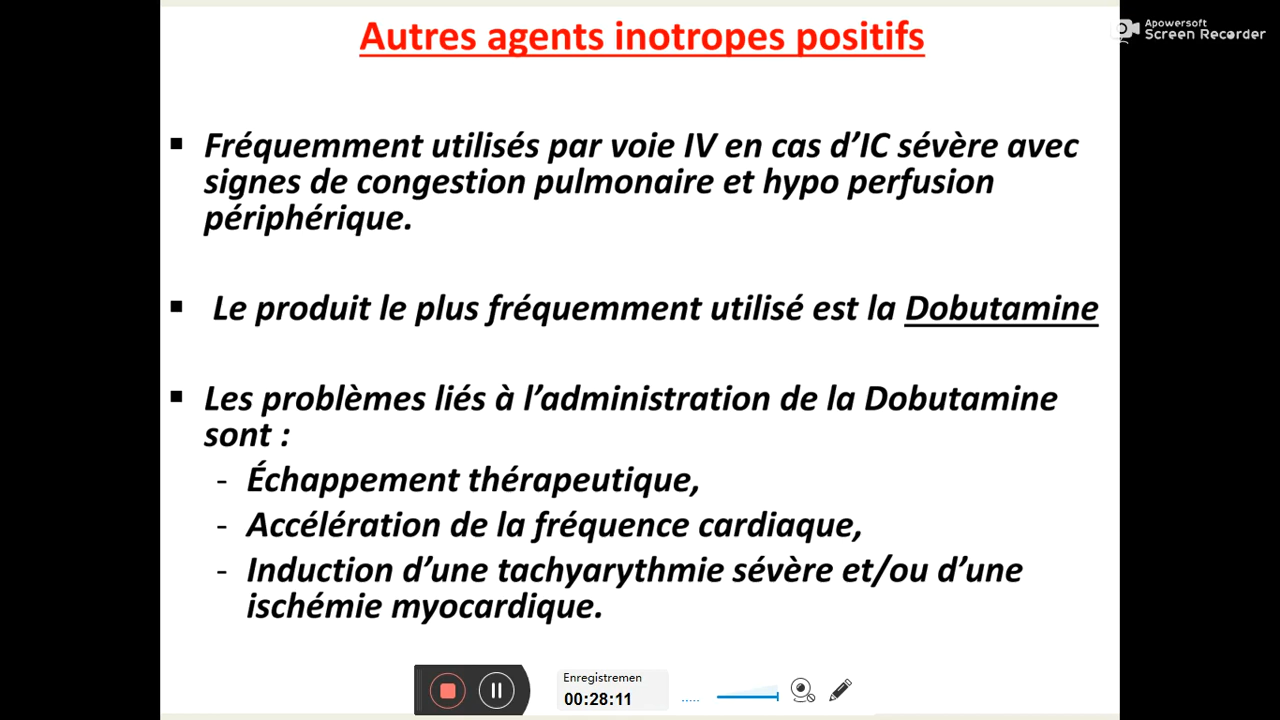 Autres agents inotropes positifs
Apowersoft
Screen Recorder
▪ Fréquemment utilisés par voie IV en cas d’IC sévère avec
signes de congestion pulmonaire et hypo perfusion
périphérique.
▪ Le produit le plus fréquemment utilisé est la Dobutamine
▪ Les problèmes liés à l’administration de la Dobutamine
sont :
- Échappement thérapeutique,
- Accélération de la fréquence cardiaque,
- Induction d’une tachyarythmie sévère et/ou d’une
ischémie myocardique.
Enregistremen
00:28:11